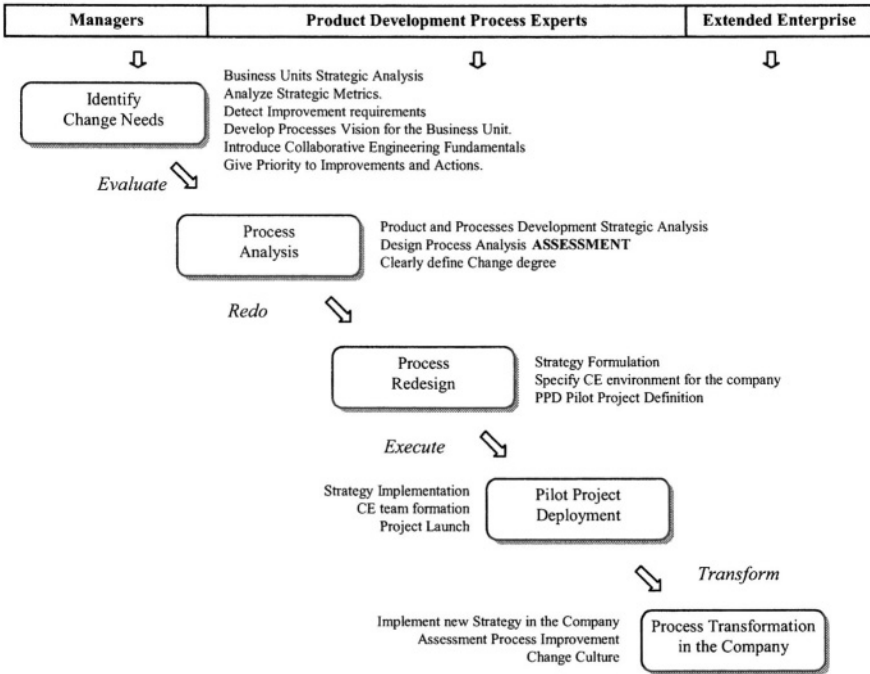 Managers
Product Development Process Experts
Extended Enterprise
Identify
Change Needs
Business Units Strategic Analysis
Analyze Strategic Metrics.
Detect Improvement requirements
Develop Processes Vision for the Business Unit.
Introduce Collaborative Engineering Fundamentals
Give Priority to Improvements and Actions.
Evaluate
Process
Analysis
Product and Processes Development Strategic Analysis
Design Process Analysis ASSESSMENT
Clearly define Change degree
Redo
Process
Redesign
Strategy Formulation
Specify CE environment for the company
PPD Pilot Project Definition
Execute
Strategy Implementation
CE team formation
Project Launch
Pilot Project
Deployment
Transform
Implement new Strategy in the Company
Assessment Process Improvement
Change Culture
Process Transformation
in the Company